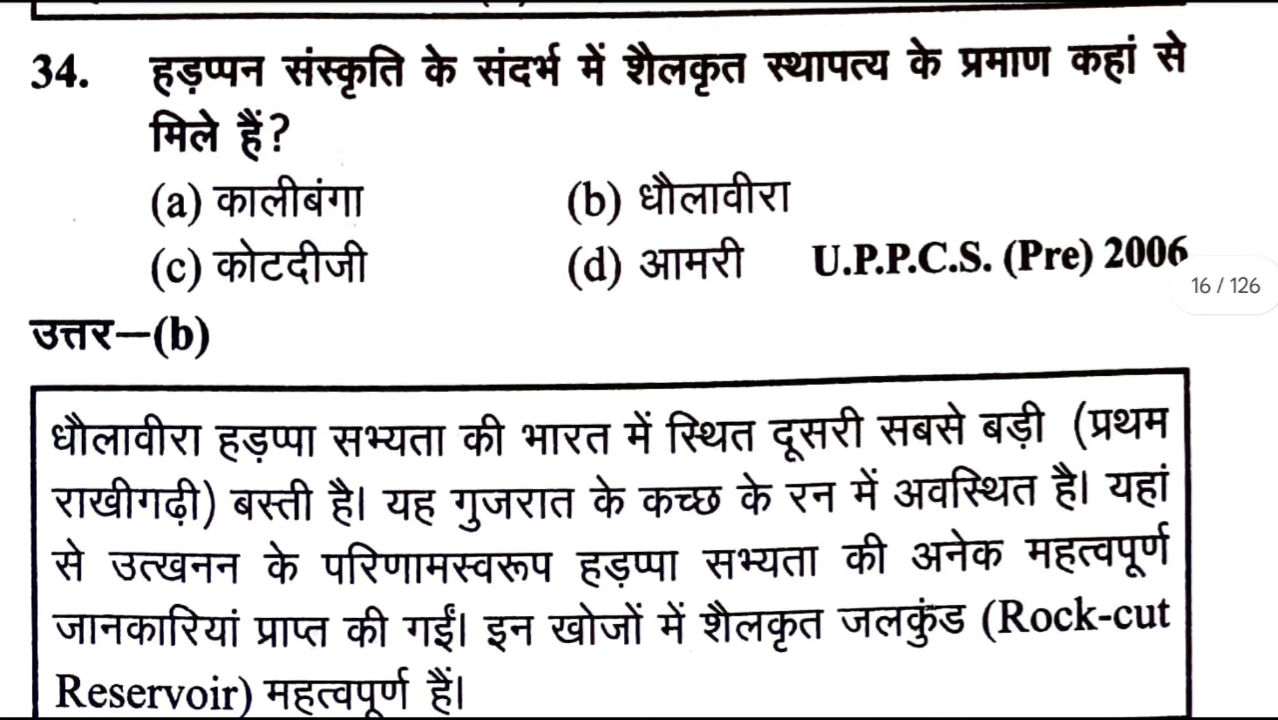 34. हड़प्पन संस्कृति के संदर्भ में शैलकृत स्थापत्य के प्रमाण कहां से
मिले हैं?
(a) कालीबंगा (b) धौलावीरा
(c) कोटदीजी (d) आमरी U.P.P.C.S. (Pre) 2006
16 / 126
उत्तर—(b)
धौलावीरा हड़प्पा सभ्यता की भारत में स्थित दूसरी सबसे बड़ी (प्रथम
राखीगढ़ी) बस्ती है। यह गुजरात के कच्छ के रन में अवस्थित है। यहां
से उत्खनन के परिणामस्वरूप हड़प्पा सभ्यता की अनेक महत्वपूर्ण
जानकारियां प्राप्त की गईं। इन खोजों में शैलकृत जलकुंड (Rock-cut
Reservoir) महत्वपूर्ण हैं।